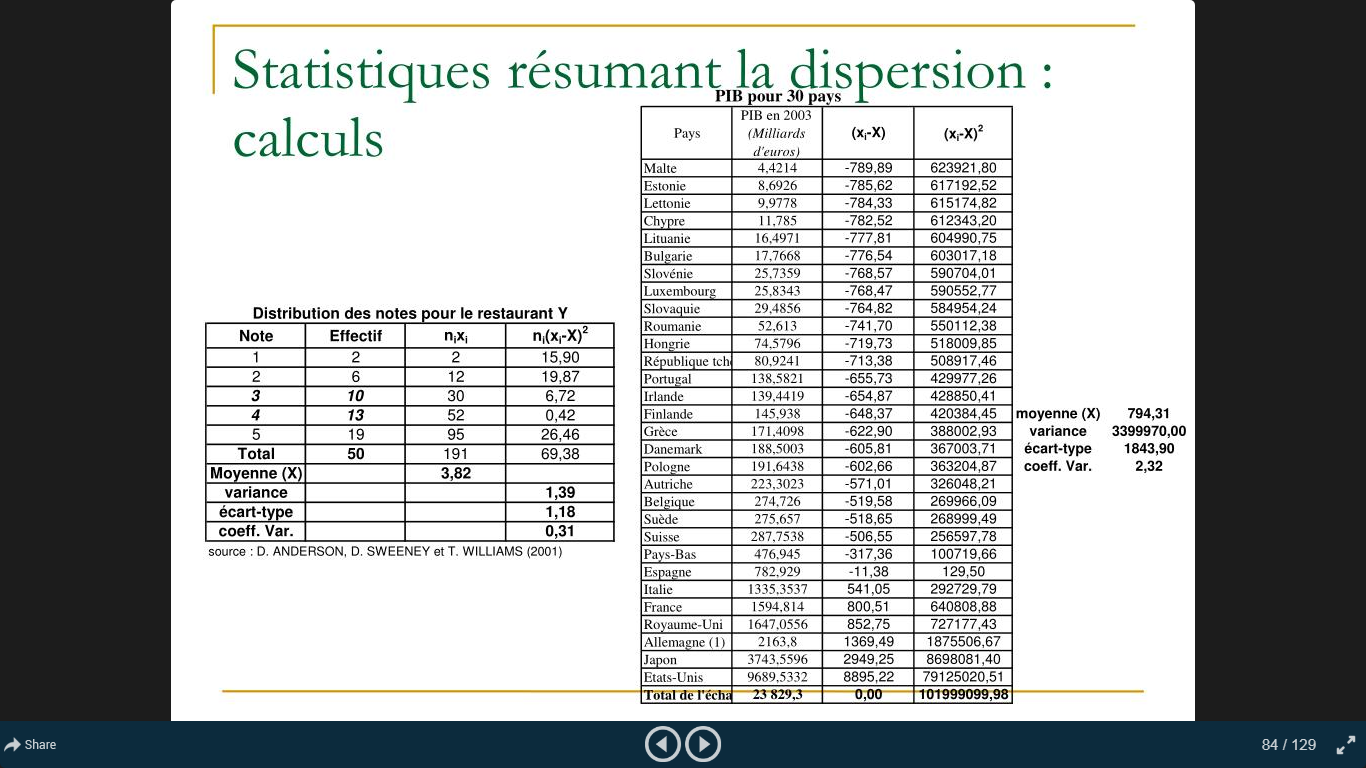 Statistiques résumant la dispersion :
calculs
PIB pour 30 pays
Pays PIB en 2003 (Milliards d'euros) (xi-X) (xi-X)2
Malte 4,4214 -789,89 623921,80
Estonie 8,6926 -785,62 617192,52
Lettonie 9,9778 -784,33 615174,82
Chypre 11,785 -782,52 612343,20
Lituanie 16,4971 -777,81 604990,75
Bulgarie 17,7668 -776,54 603017,18
Slovénie 25,7359 -768,57 590704,01
Luxembourg 25,8343 -768,47 590552,77
Slovaquie 29,4856 -764,82 584954,24
Roumanie 52,613 -741,70 550112,38
Hongrie 74,5796 -719,73 518009,85
République tch 80,9241 -713,38 508917,46
Portugal 138,5821 -655,73 429977,26
Irlande 139,4419 -654,87 428850,41
Finlande 145,938 -648,37 420384,45
Grèce 171,4098 -622,90 388002,93
Danemark 188,5003 -605,81 367003,71
Pologne 191,6438 -602,66 363204,87
Autriche 223,3023 -571,01 326048,21
Belgique 274,726 -519,58 269966,09
Suède 275,657 -518,65 268999,49
Suisse 287,7538 -506,55 256597,78
Pays-Bas 476,945 -317,36 100719,66
Espagne 782,929 -11,38 129,50
Italie 1335,3537 541,05 292729,79
France 1594,814 800,51 640808,88
Royaume-Uni 1647,0556 852,75 727177,43
Allemagne (1) 2163,8 1369,49 1875506,67
Japon 3743,5596 2949,25 8698081,40
Etats-Unis 9689,5332 8895,22 79125020,51
Total de l'écha 23 829,3 0,00 101999099,98
moyenne (X) 794,31
variance 3399970,00
écart-type 1843,90
coeff. Var. 2,32
Distribution des notes pour le restaurant Y
Note Effectif nixi ni(xi-X)2
1 2 2 15,90
2 6 12 19,87
3 10 30 6,72
4 13 52 0,42
5 19 95 26,46
Total 50 191 69,38
Moyenne (X) 3,82
variance 1,39
écart-type 1,18
coeff. Var. 0,31
source : D. ANDERSON, D. SWEENEY et T. WILLIAMS (2001)
Share
84 / 129